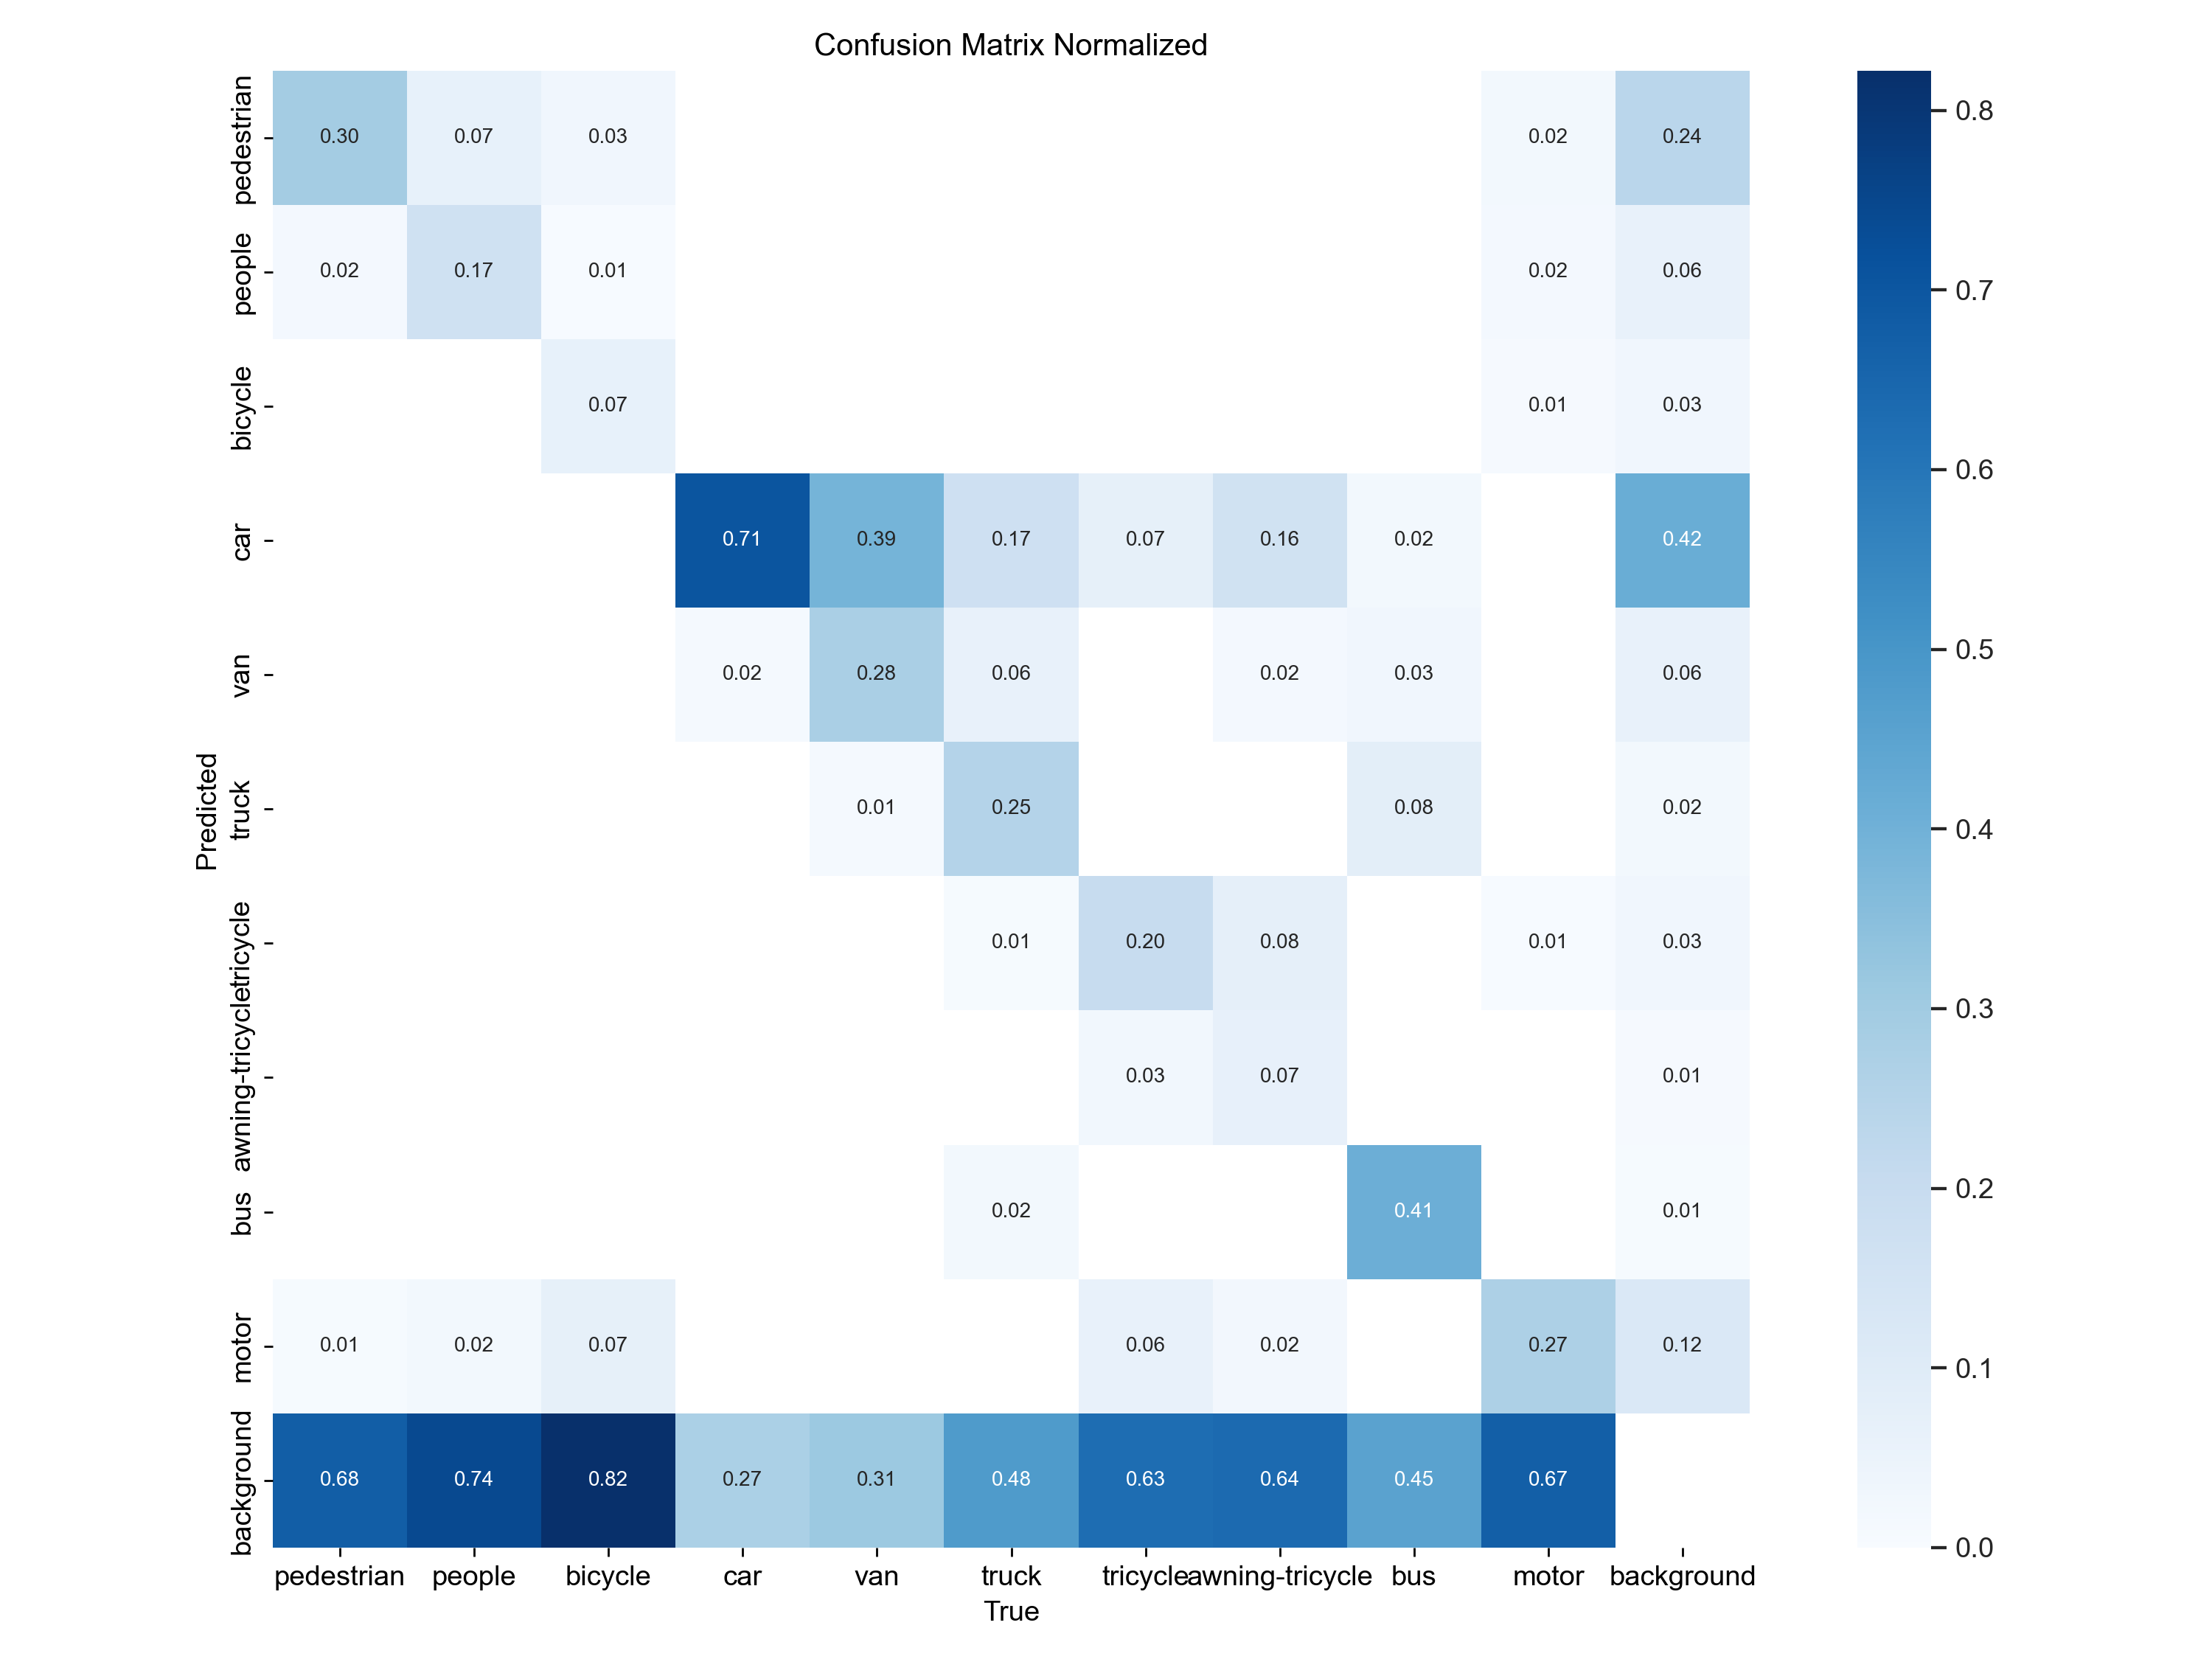 Confusion Matrix Normalized
pedestrian 0.30 0.07 0.03 0.02 0.24
people 0.02 0.17 0.01 0.02 0.06
bicycle 0.07 0.01 0.03
car 0.71 0.39 0.17 0.07 0.16 0.02 0.42
van 0.02 0.28 0.06 0.02 0.03 0.06
truck 0.01 0.25 0.08 0.02
tricycle 0.01 0.20 0.08 0.01 0.03
awning-tricycle 0.03 0.07 0.01
bus 0.02 0.41 0.01
motor 0.01 0.02 0.07 0.06 0.02 0.27 0.12
background 0.68 0.74 0.82 0.27 0.31 0.48 0.63 0.64 0.45 0.67
Predicted
pedestrian people bicycle car van truck tricycle awning-tricycle bus motor background
True
0.8
0.7
0.6
0.5
0.4
0.3
0.2
0.1
0.0